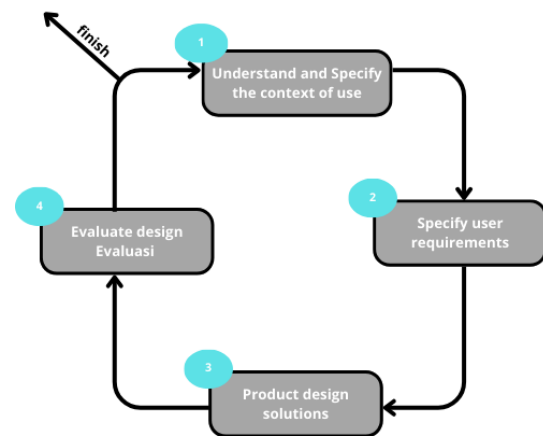 finish
1
Understand and Specify
the context of use
2
Specify user
requirements
3
Product design
solutions
4
Evaluate design
Evaluasi